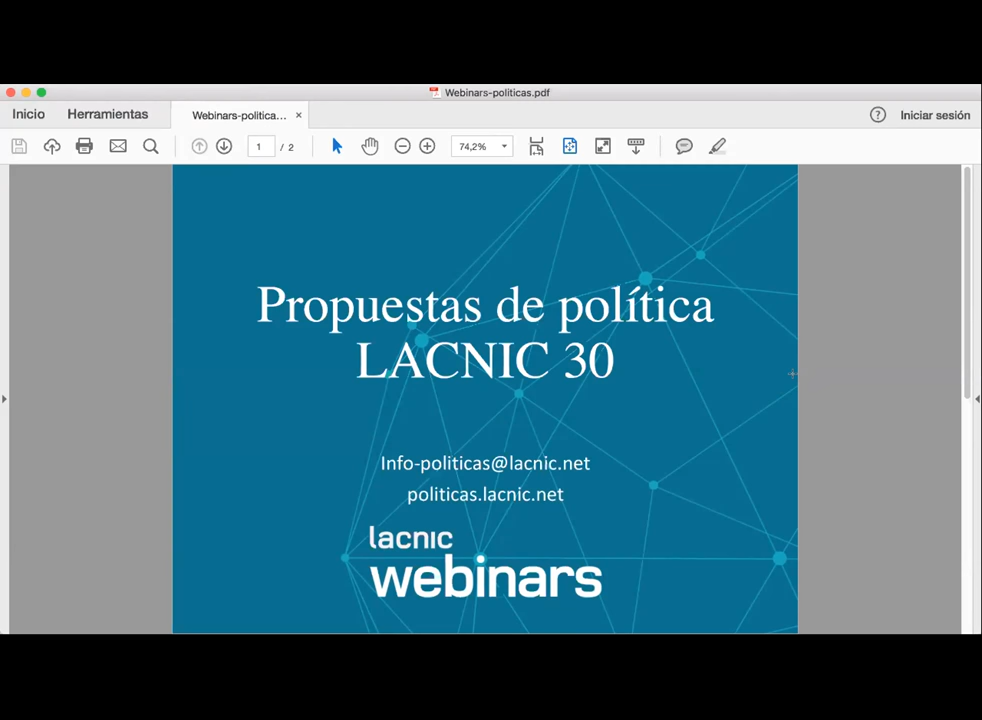 Webinars-politicas.pdf
Inicio
Herramientas
Webinars-politica... ×
? Iniciar sesión
1 / 2
74,2%
Propuestas de política
LACNIC 30
Info-politicas@lacnic.net
politicas.lacnic.net
lacnic
webinars